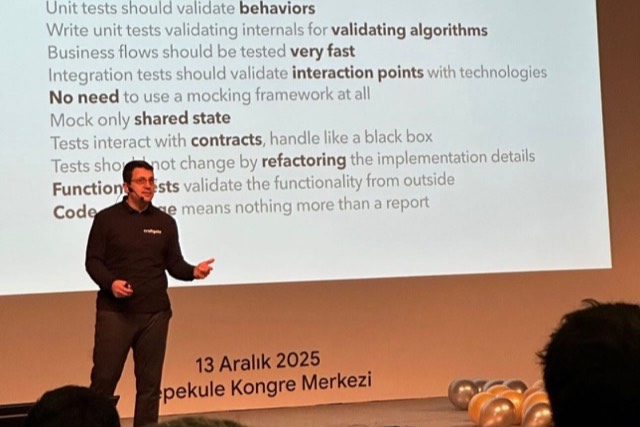 Unit tests should validate behaviors
Write unit tests validating internals for validating algorithms
Business flows should be tested very fast
Integration tests should validate interaction points with technologies
No need to use a mocking framework at all
Mock only shared state
Tests interact with contracts, handle like a black box
Tests not change by refactoring the implementation details
validate the functionality from outside
Code means nothing more than a report
13 Aralık 2025
epekule Kongre Merkezi